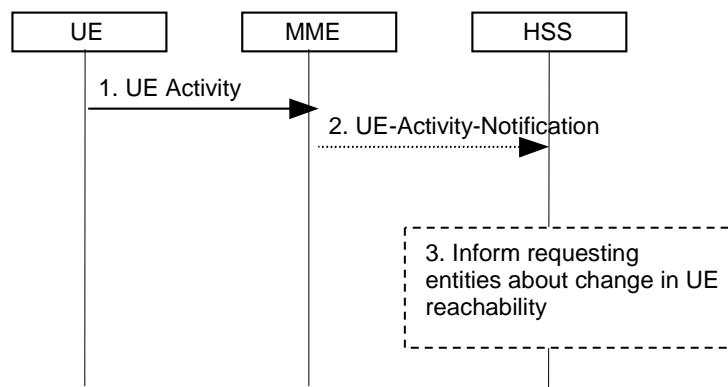 UE
MME
HSS
1. UE Activity
2. UE-Activity-Notification
3. Inform requesting
entities about change in UE
reachability